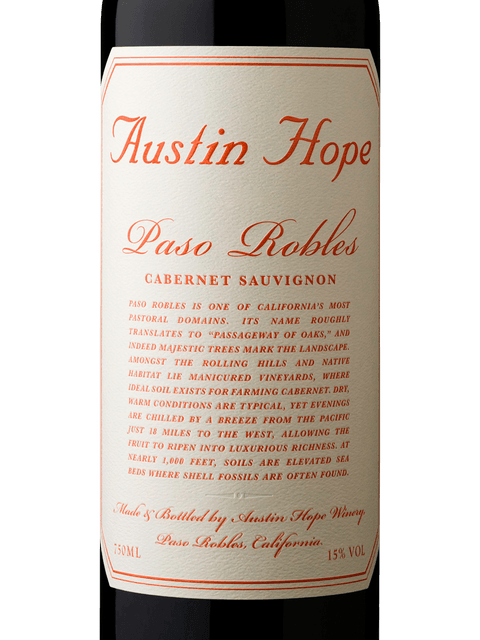 Austin Hope
Paso Robles
CABERNET SAUVIGNON
PASO ROBLES IS ONE OF CALIFORNIA'S MOST
PASTORAL DOMAINS. ITS NAME ROUGHLY
TRANSLATES TO "PASSAGEWAY OF OAKS," AND
INDEED MAJESTIC TREES MARK THE LANDSCAPE.
AMONGST THE ROLLING HILLS AND NATIVE
HABITAT LIE MANICURED VINEYARDS, WHERE
IDEAL SOIL EXISTS FOR FARMING CABERNET. DRY,
WARM CONDITIONS ARE TYPICAL, YET EVENINGS
ARE CHILLED BY A BREEZE FROM THE PACIFIC
JUST 18 MILES TO THE WEST, ALLOWING THE
FRUIT TO RIPEN INTO LUXURIOUS RICHNESS. AT
NEARLY 1,000 FEET, SOILS ARE ELEVATED SEA
BEDS WHERE SHELL FOSSILS ARE OFTEN FOUND.
Made & Bottled by Austin Hope Winery,
Paso Robles, California.
750ML 15% VOL